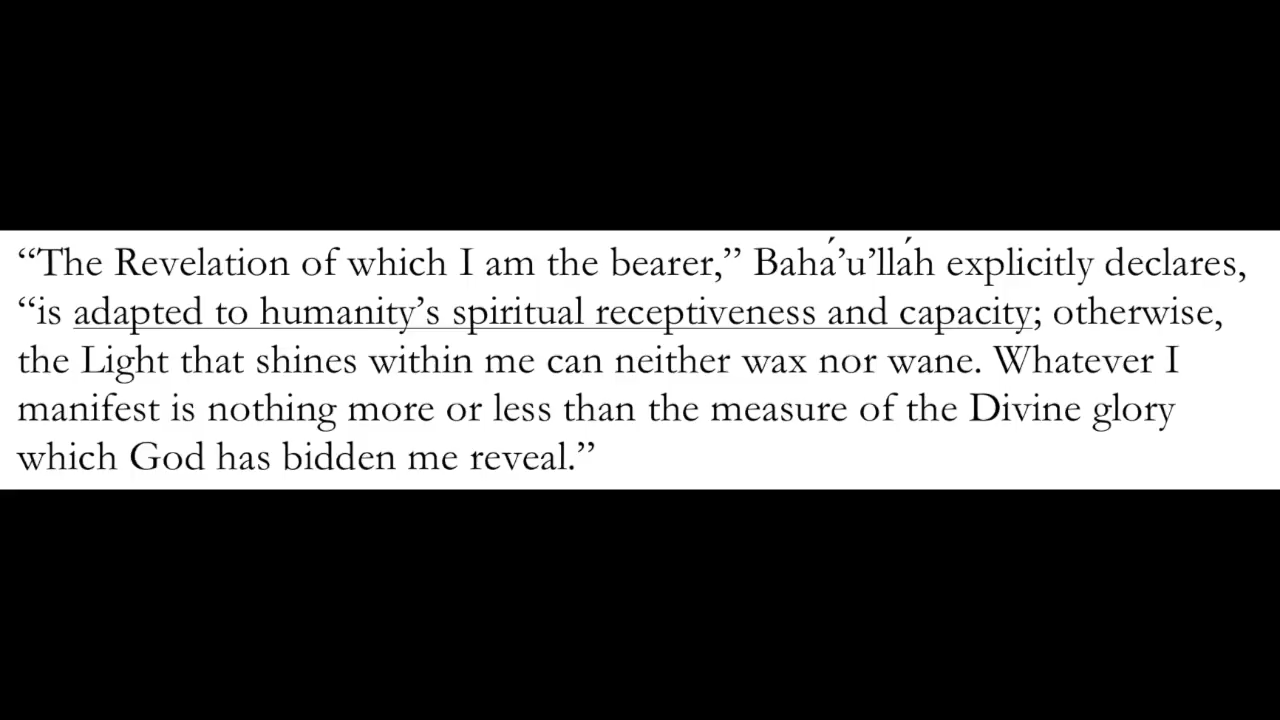 “The Revelation of which I am the bearer,” Bahá’u’lláh explicitly declares,
“is adapted to humanity’s spiritual receptiveness and capacity; otherwise,
the Light that shines within me can neither wax nor wane. Whatever I
manifest is nothing more or less than the measure of the Divine glory
which God has bidden me reveal.”